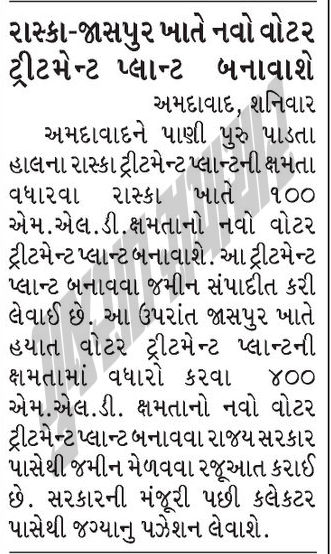 રાસ્કા-જાસપુર ખાતે નવો વોટર
ટ્રીટમેન્ટ પ્લાન્ટ બનાવાશે
અમદાવાદ, શનિવાર
અમદાવાદને પાણી પુરુ પાડતા
હાલના રાસ્કા ટ્રીટમેન્ટ પ્લાન્ટની ક્ષમતા
વધારવા રાસ્કા ખાતે ૧૦૦
એમ.એલ.ડી. ક્ષમતાનો નવો વોટર
ટ્રીટમેન્ટ પ્લાન્ટ બનાવાશે. આ ટ્રીટમેન્ટ
પ્લાન્ટ બનાવવા જમીન સંપાદીત કરી
લેવાઈ છે. આ ઉપરાંત જાસપુર ખાતે
હયાત વોટર ટ્રીટમેન્ટ પ્લાન્ટની
ક્ષમતામાં વધારો કરવા ૪૦૦
એમ.એલ.ડી. ક્ષમતાનો નવો વોટર
ટ્રીટમેન્ટ પ્લાન્ટ બનાવવા રાજય સરકાર
પાસેથી જમીન મેળવવા રજૂઆત કરાઈ
છે. સરકારની મંજૂરી પછી કલેકટર
પાસેથી જગ્યાનુ પઝેશન લેવાશે.